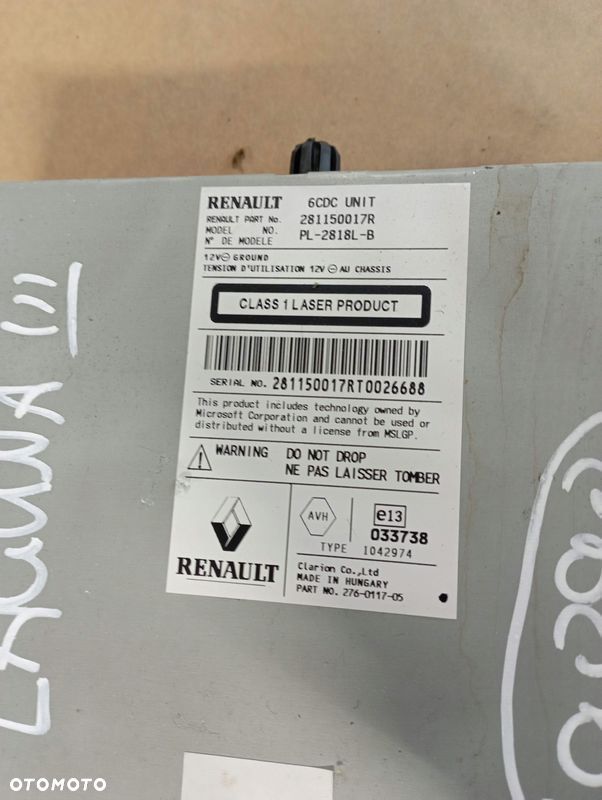 RENAULT 6CDC UNIT
RENAULT PART No. 281150017R
MODEL NO. PL-2818L-B
N° DE MODELE
12V⊖ GROUND
TENSION D'UTILISATION 12V ⊖ AU CHASSIS
CLASS 1 LASER PRODUCT
SERIAL NO. 281150017RT0026688
This product includes technology owned by
Microsoft Corporation and cannot be used or
distributed without a license from MSLGP.
WARNING DO NOT DROP
NE PAS LAISSER TOMBER
AVH
e13
033738
TYPE 1042974
RENAULT
Clarion Co.,Ltd
MADE IN HUNGARY
PART NO. 276-0117-05
LAGUNA III
OTOMOTO